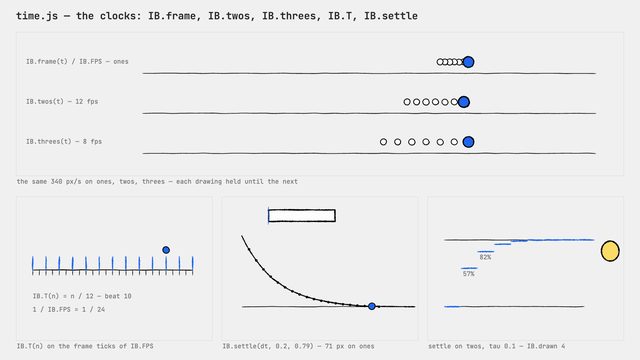 time.js — the clocks: IB.frame, IB.twos, IB.threes, IB.T, IB.settle
IB.frame(t) / IB.FPS — ones
IB.twos(t) — 12 fps
IB.threes(t) — 8 fps
the same 340 px/s on ones, twos, threes — each drawing held until the next
IB.T(n) = n / 12 — beat 10
1 / IB.FPS = 1 / 24
IB.T(n) on the frame ticks of IB.FPS
IB.settle(dt, 0.2, 0.79) — 71 px on ones
82%
57%
settle on twos, tau 0.1 — IB.drawn 4